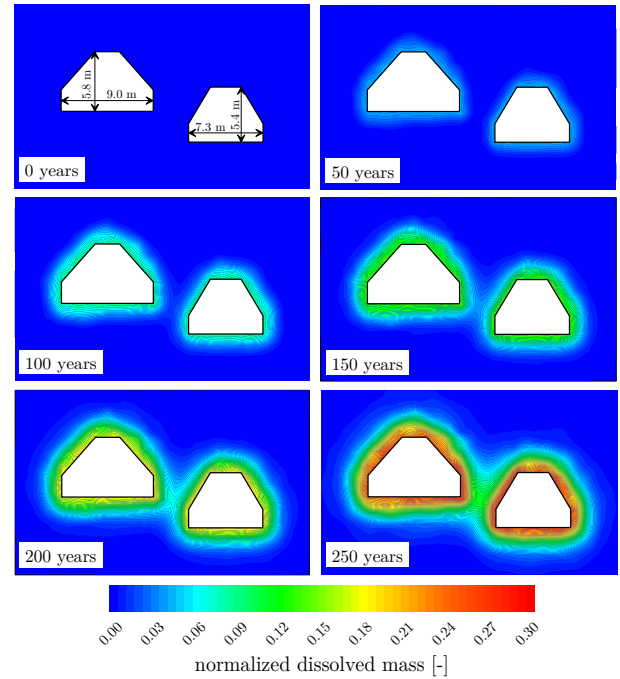 5.8 m
9.0 m
7.3 m
5.4 m
0 years
50 years
100 years
150 years
200 years
250 years
0.00
0.03
0.06
0.09
0.12
0.15
0.18
0.21
0.24
0.27
0.30
normalized dissolved mass [-]